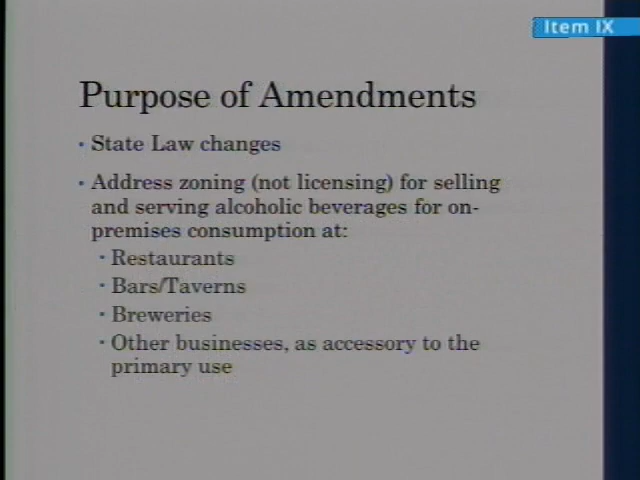 Item IX
Purpose of Amendments
• State Law changes
• Address zoning (not licensing) for selling
and serving alcoholic beverages for on-
premises consumption at:
• Restaurants
• Bars/Taverns
• Breweries
• Other businesses, as accessory to the
primary use